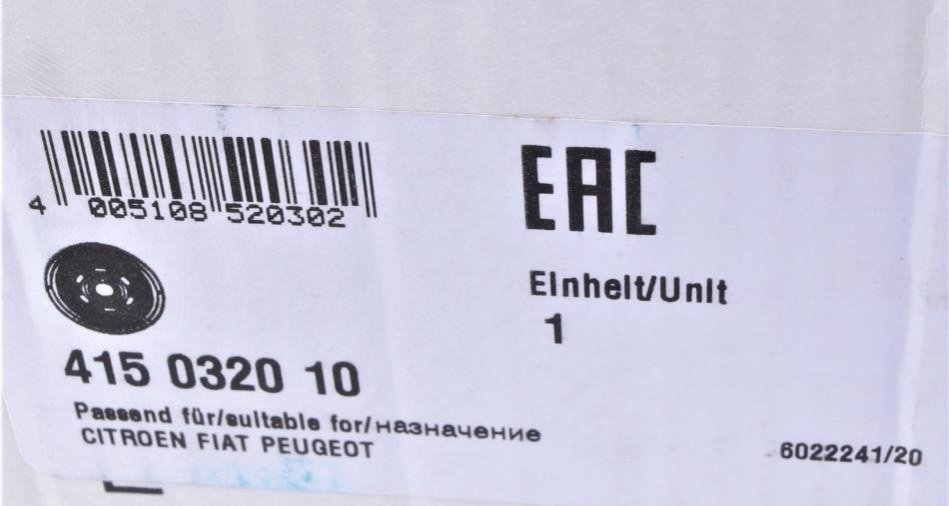 4 005108 520302
EAC
Einheit/Unit
1
415 0320 10
Passend für/suitable for/назначение
CITROEN FIAT PEUGEOT
6022241/20